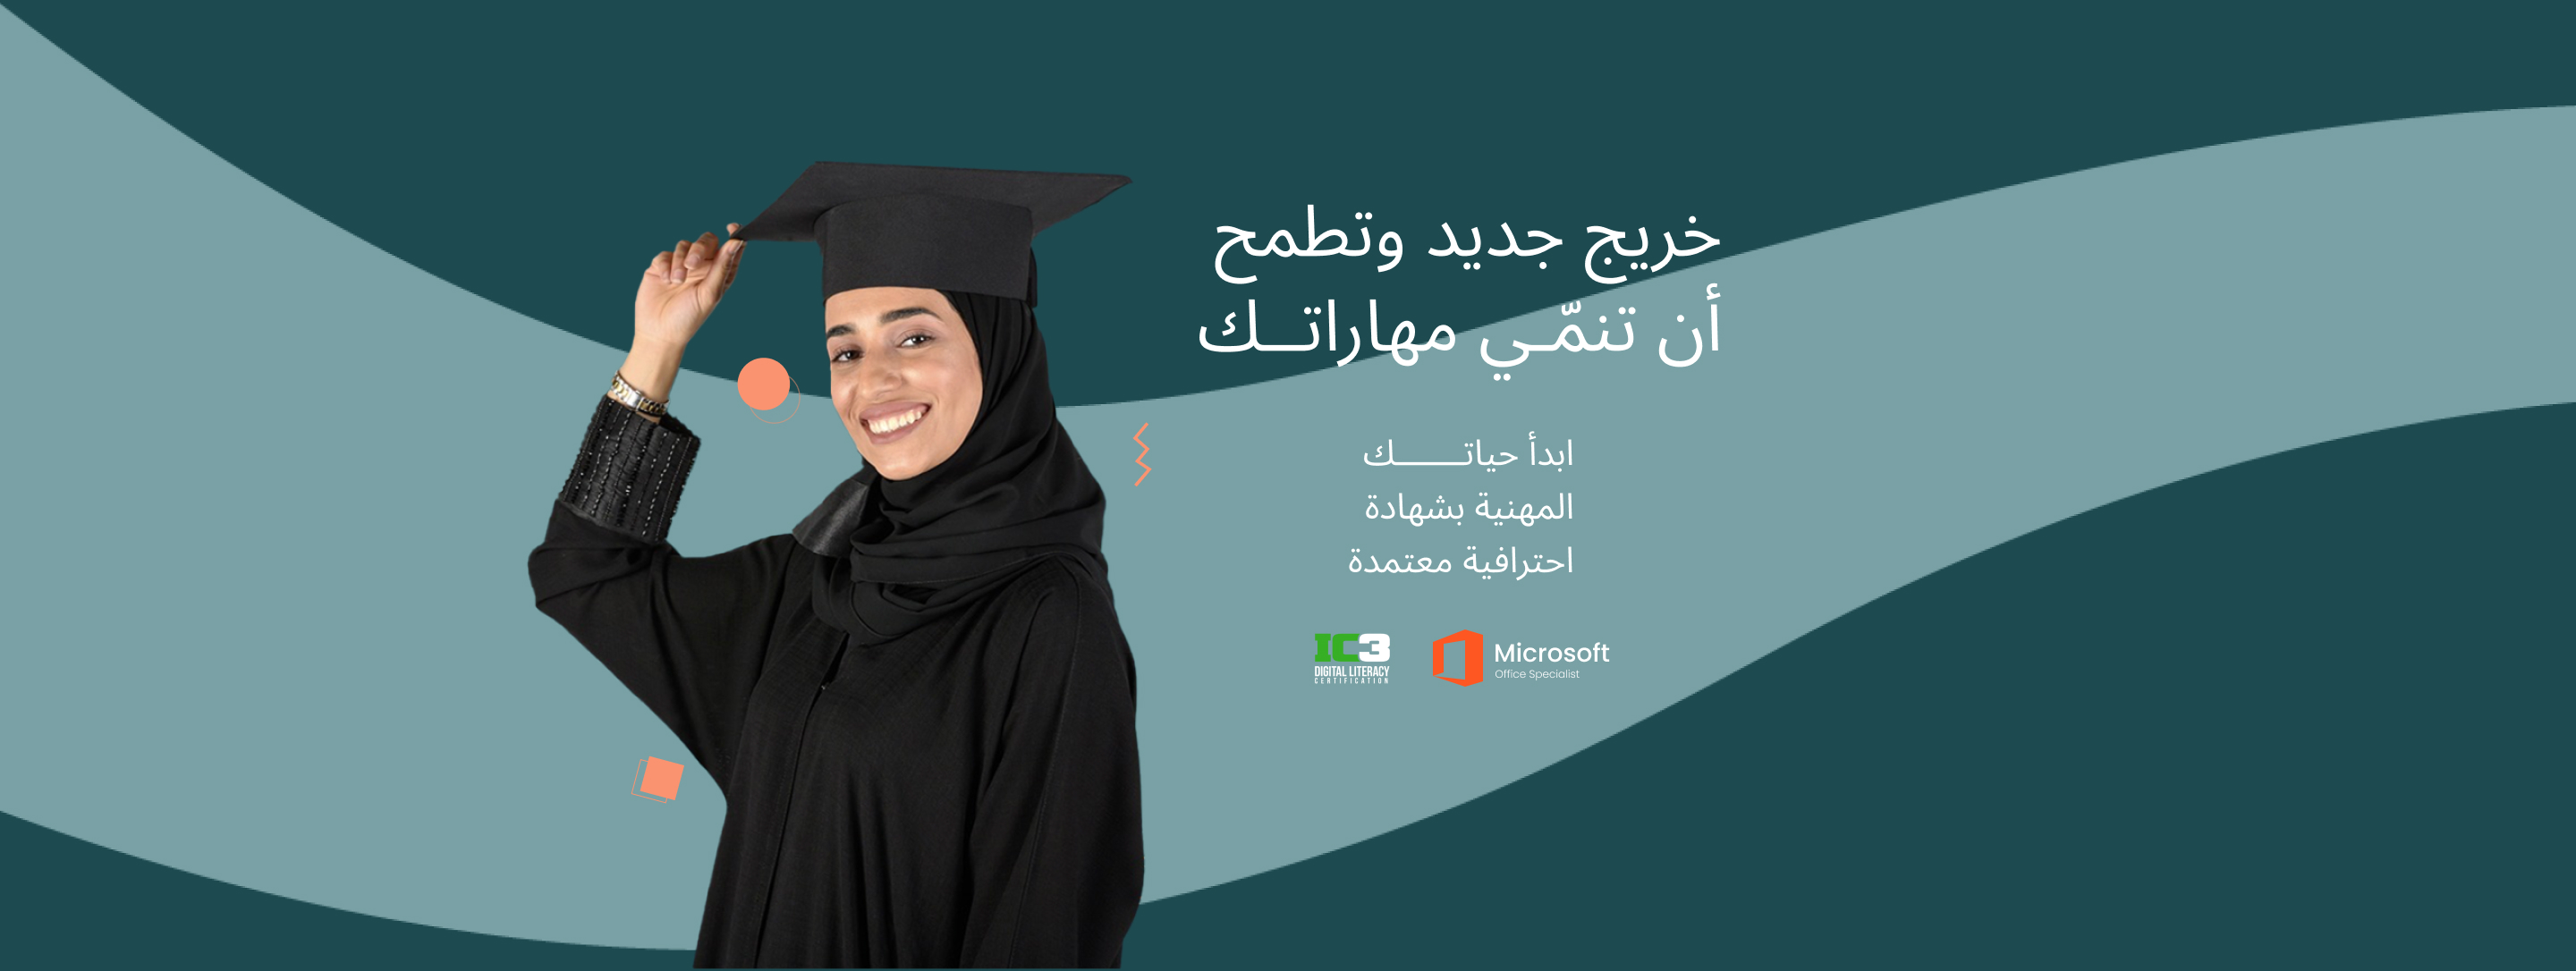 خريج جديد وتطمح
أن تنمّـي مهاراتــك
ابدأ حياتـــــــك
المهنية بشهادة
احترافية معتمدة
Microsoft
Office Specialist
IC3
DIGITAL LITERACY
CERTIFICATION